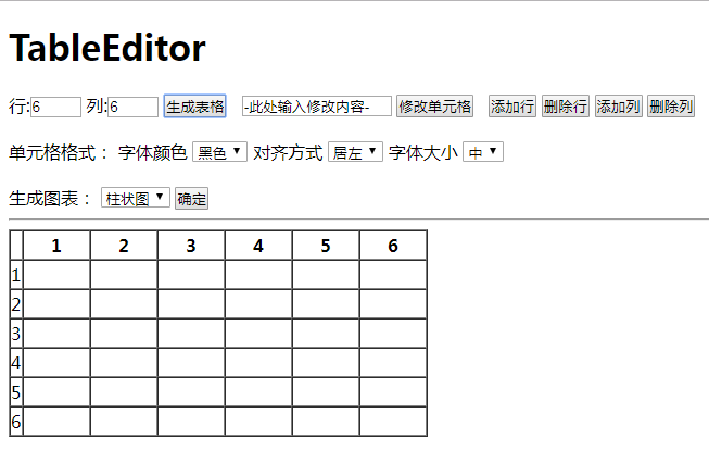 TableEditor
行:6 列:6 生成表格 -此处输入修改内容- 修改单元格 添加行 删除行 添加列 删除列
单元格格式： 字体颜色 黑色 对齐方式 居左 字体大小 中
生成图表： 柱状图 确定
1 2 3 4 5 6
1
2
3
4
5
6